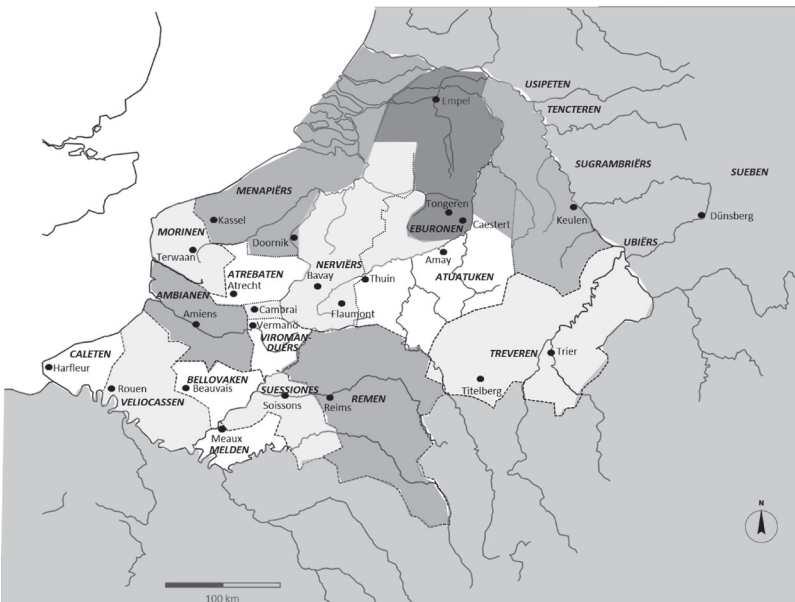 USIPETEN
Empel
TENCTEREN
SUGRAMBRIËRS
SUEBEN
MENAPIËRS
Kassel
Tongeren
Keulen
Dünsberg
MORINEN
Doornik
EBURONEN
Caestert
UBIËRS
Terwaan
NERVIËRS
Amay
ATREBATEN
Bavay
Thuin
ATUATUKEN
Atrecht
AMBIANEN
Cambrai
Flaumont
Amiens
Vermand
VIROMAN-
DUËRS
CALETEN
TREVEREN
Trier
Harfleur
BELLOVAKEN
Titelberg
Rouen
Beauvais
SUESSIONES
VELIOCASSEN
Soissons
Reims
REMEN
Meaux
MELDEN
N
100 km